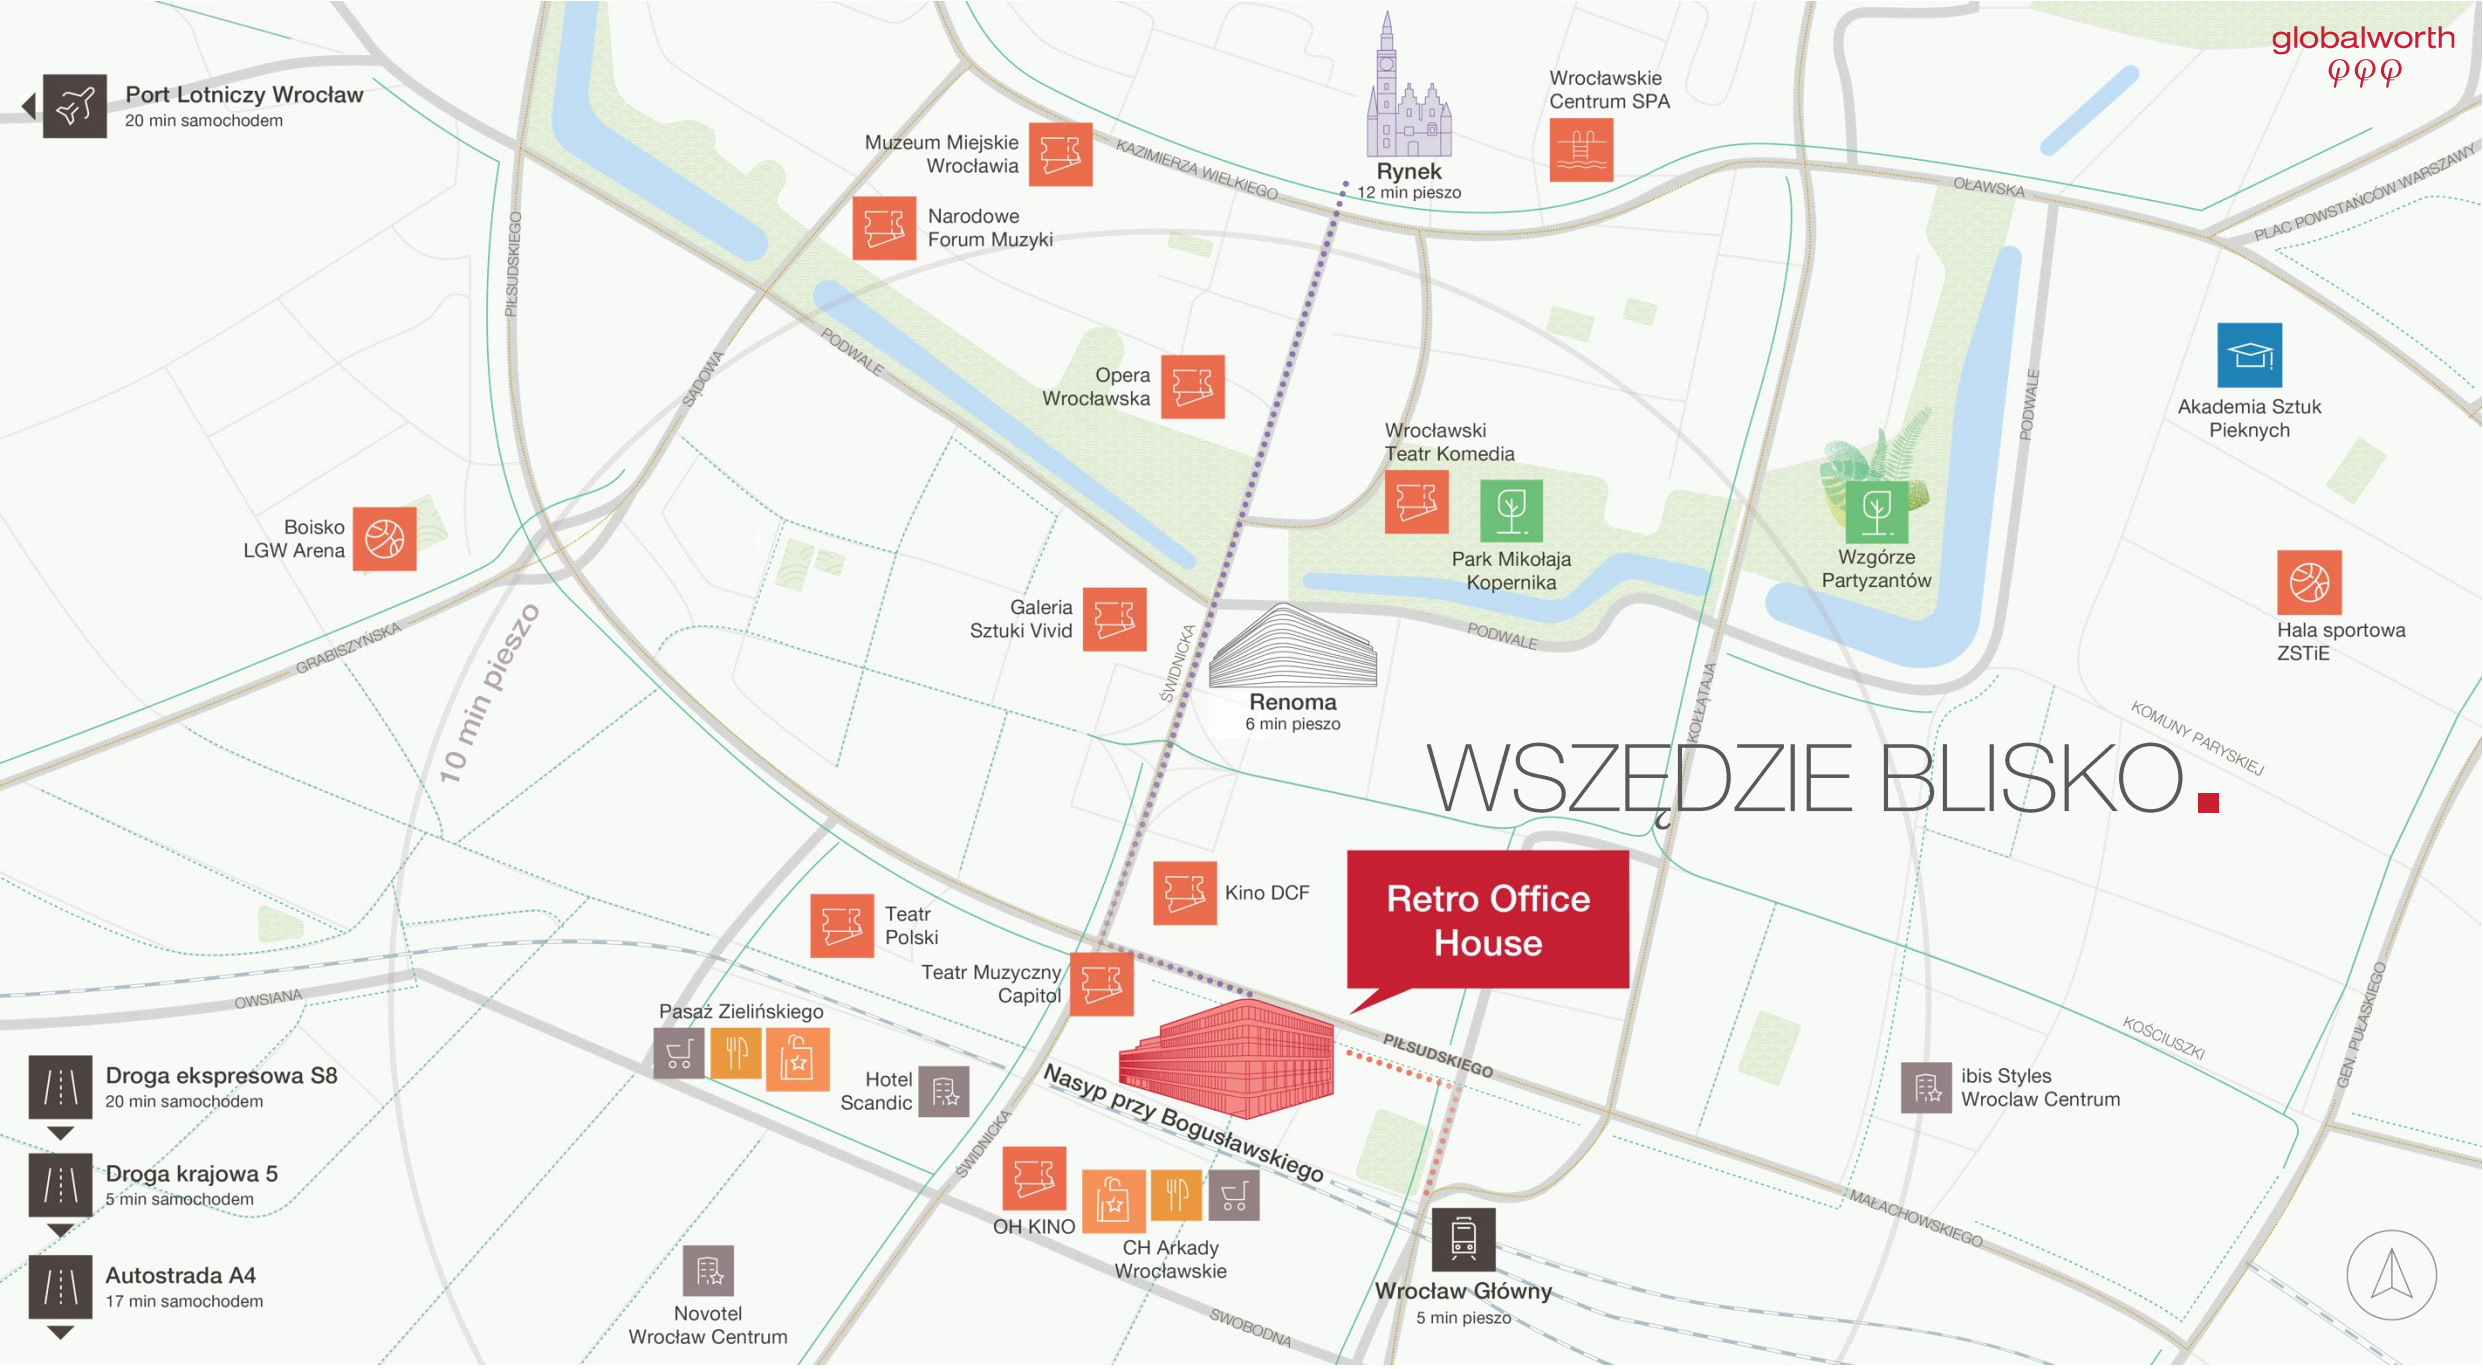 globalworth
Port Lotniczy Wrocław
20 min samochodem
Muzeum Miejskie
Wrocławia
Narodowe
Forum Muzyki
KAZIMIERZA WIELKIEGO
Rynek
12 min pieszo
Wrocławskie
Centrum SPA
OŁAWSKA
PLAC POWSTAŃCÓW WARSZAWY
PIŁSUDSKIEGO
SĄDOWA
PODWALE
Opera
Wrocławska
Wrocławski
Teatr Komedia
Park Mikołaja
Kopernika
Wzgórze
Partyzantów
PODWALE
Akademia Sztuk
Pieknych
Boisko
LGW Arena
GRABISZYŃSKA
10 min pieszo
Galeria
Sztuki Vivid
ŚWIDNICKA
Renoma
6 min pieszo
PODWALE
KOŁŁĄTAJA
Hala sportowa
ZSTiE
KOMUNY PARYSKIEJ
WSZĘDZIE BLISKO.
Retro Office
House
Kino DCF
Teatr
Polski
Teatr Muzyczny
Capitol
Pasaż Zielińskiego
Hotel
Scandic
OWSIANA
Nasyp przy Bogusławskiego
PIŁSUDSKIEGO
KOŚCIUSZKI
GEN. PUŁASKIEGO
ibis Styles
Wroclaw Centrum
MAŁACHOWSKIEGO
ŚWIDNICKA
OH KINO
CH Arkady
Wrocławskie
Wrocław Główny
5 min pieszo
SWOBODNA
Novotel
Wrocław Centrum
Droga ekspresowa S8
20 min samochodem
Droga krajowa 5
5 min samochodem
Autostrada A4
17 min samochodem